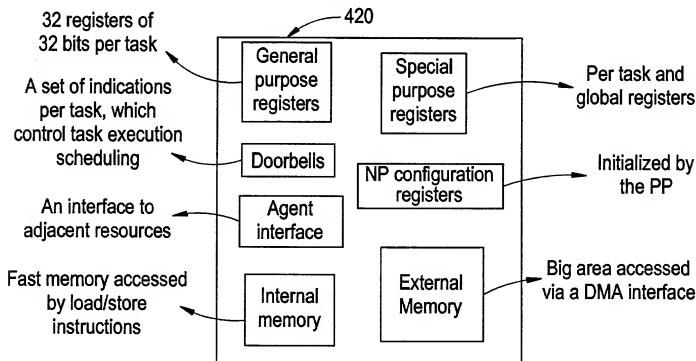 420
32 registers of
32 bits per task
General
purpose
registers
Special
purpose
registers
Per task and
global registers
A set of indications
per task, which
control task execution
scheduling
Doorbells
NP configuration
registers
Initialized by
the PP
An interface to
adjacent resources
Agent
interface
Fast memory accessed
by load/store
instructions
Internal
memory
External
Memory
Big area accessed
via a DMA interface